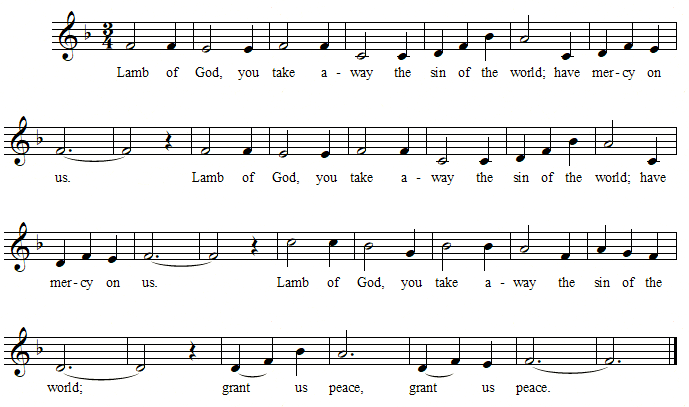 3
4
Lamb of God, you take a - way the sin of the world; have mer - cy on
us. Lamb of God, you take a - way the sin of the world; have
mer - cy on us. Lamb of God, you take a - way the sin of the
world; grant us peace, grant us peace.